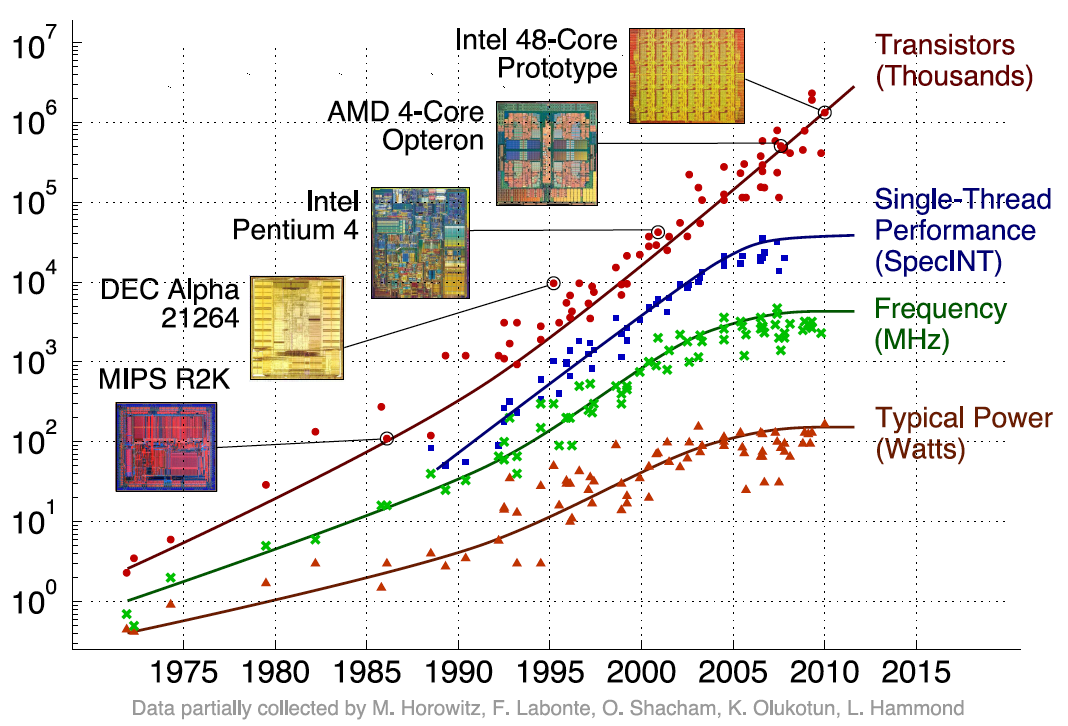 10^7
10^6
10^5
10^4
10^3
10^2
10^1
10^0
Intel 48-Core
Prototype
AMD 4-Core
Opteron
Intel
Pentium 4
DEC Alpha
21264
MIPS R2K
Transistors
(Thousands)
Single-Thread
Performance
(SpecINT)
Frequency
(MHz)
Typical Power
(Watts)
1975 1980 1985 1990 1995 2000 2005 2010 2015
Data partially collected by M. Horowitz, F. Labonte, O. Shacham, K. Olukotun, L. Hammond